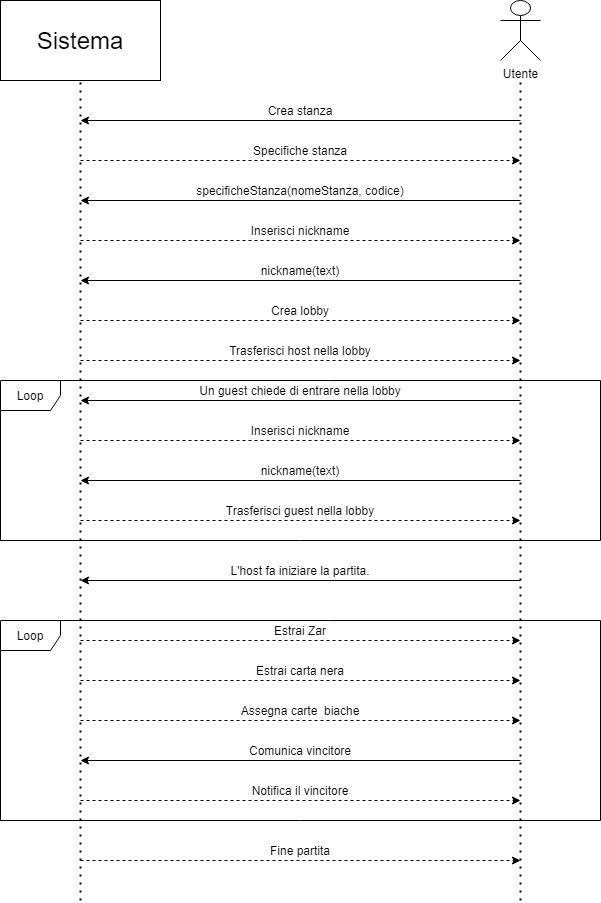 Sistema
Utente
Crea stanza
Specifiche stanza
specificheStanza(nomeStanza, codice)
Inserisci nickname
nickname(text)
Crea lobby
Trasferisci host nella lobby
Loop
Un guest chiede di entrare nella lobby
Inserisci nickname
nickname(text)
Trasferisci guest nella lobby
L'host fa iniziare la partita.
Loop
Estrai Zar
Estrai carta nera
Assegna carte  biache
Comunica vincitore
Notifica il vincitore
Fine partita